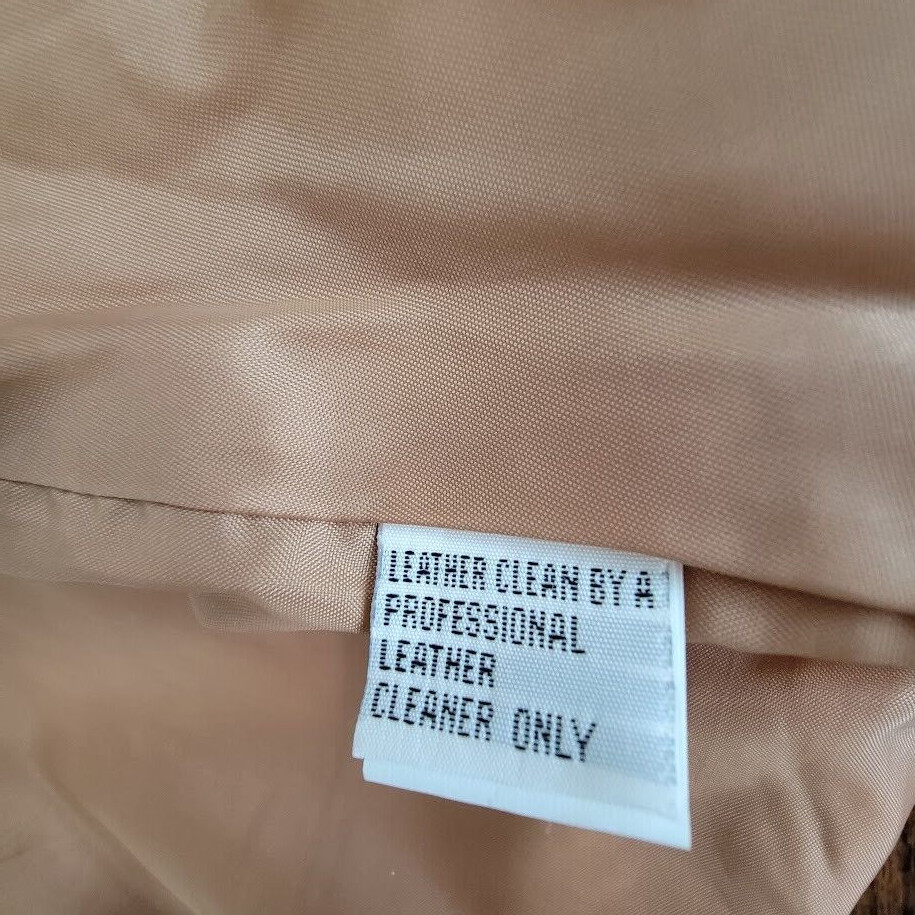 LEATHER CLEAN BY A
PROFESSIONAL
LEATHER
CLEANER ONLY